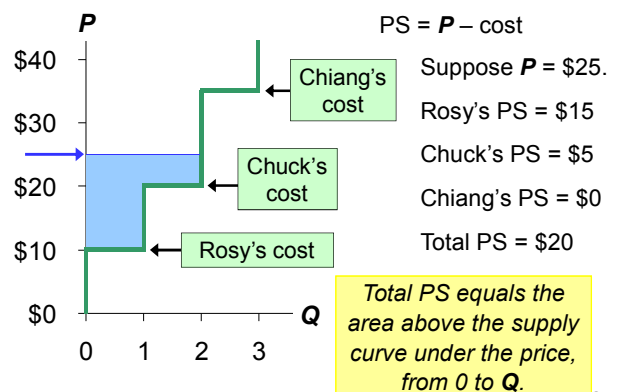 P
$40
$30
$20
$10
$0
0 1 2 3
Q
Chiang's
cost
Chuck's
cost
Rosy's cost
PS = P – cost
Suppose P = $25.
Rosy's PS = $15
Chuck's PS = $5
Chiang's PS = $0
Total PS = $20
Total PS equals the
area above the supply
curve under the price,
from 0 to Q.